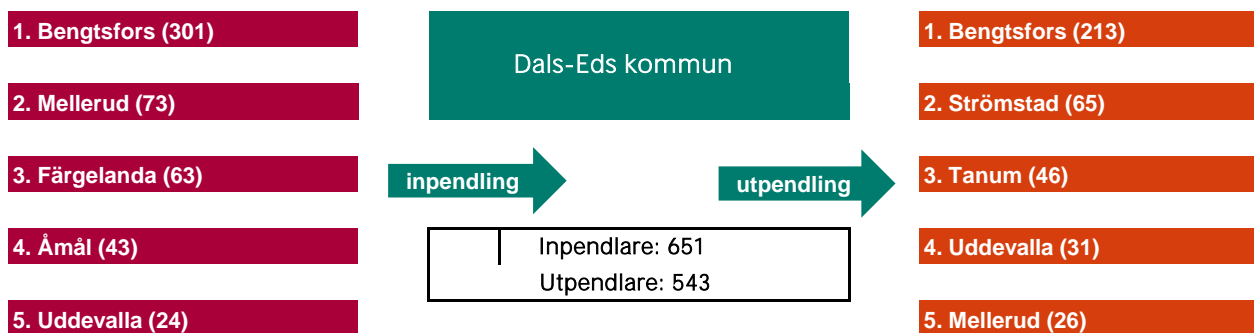 1. Bengtsfors (301)
2. Mellerud (73)
3. Färgelanda (63)
4. Åmål (43)
5. Uddevalla (24)
Dals-Eds kommun
inpendling
utpendling
Inpendlare: 651
Utpendlare: 543
1. Bengtsfors (213)
2. Strömstad (65)
3. Tanum (46)
4. Uddevalla (31)
5. Mellerud (26)